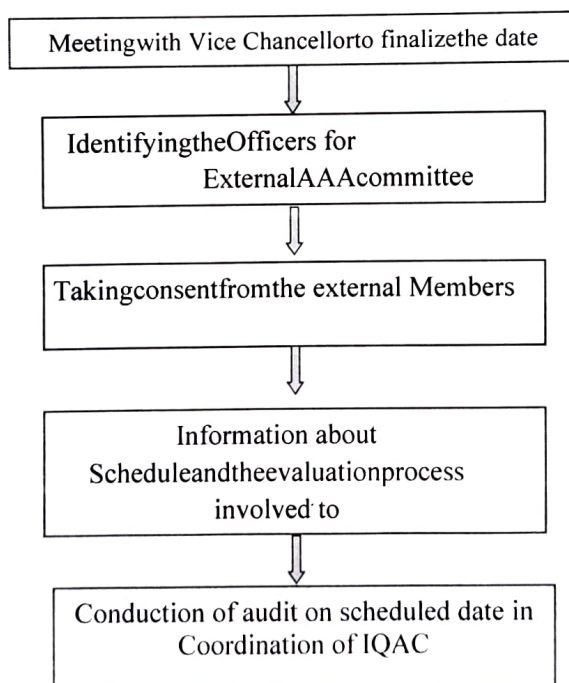 Meetingwith Vice Chancellorto finalizethe date
IdentifyingtheOfficers for
ExternalAAAcommittee
Takingconsentfromthe external Members
Information about
Scheduleandtheevaluationprocess
involved to
Conduction of audit on scheduled date in
Coordination of IQAC